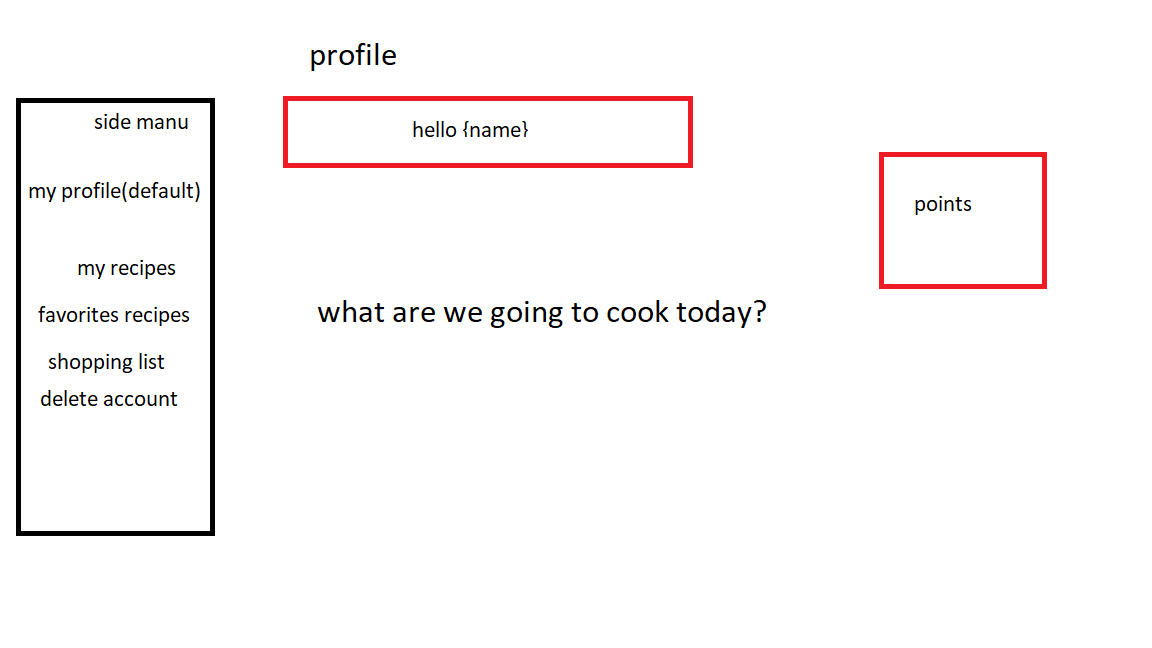 profile
side manu
hello {name}
my profile(default)
points
my recipes
favorites recipes
what are we going to cook today?
shopping list
delete account